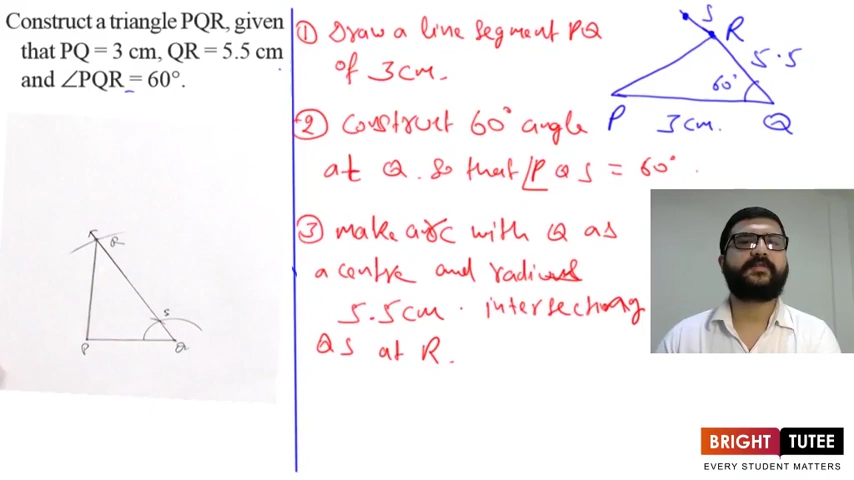 Construct a triangle PQR, given
that PQ = 3 cm, QR = 5.5 cm
and ∠PQR = 60°.
① Draw a line segment PQ
of 3cm.
② Construct 60° angle
at Q. So that ∠PQS = 60°.
③ make arc with Q as
a centre and radius
5.5cm. intersecting
QS at R.
S
R
5.5
60°
P
3cm.
Q
R
S
P
Q
BRIGHT TUTEE
EVERY STUDENT MATTERS